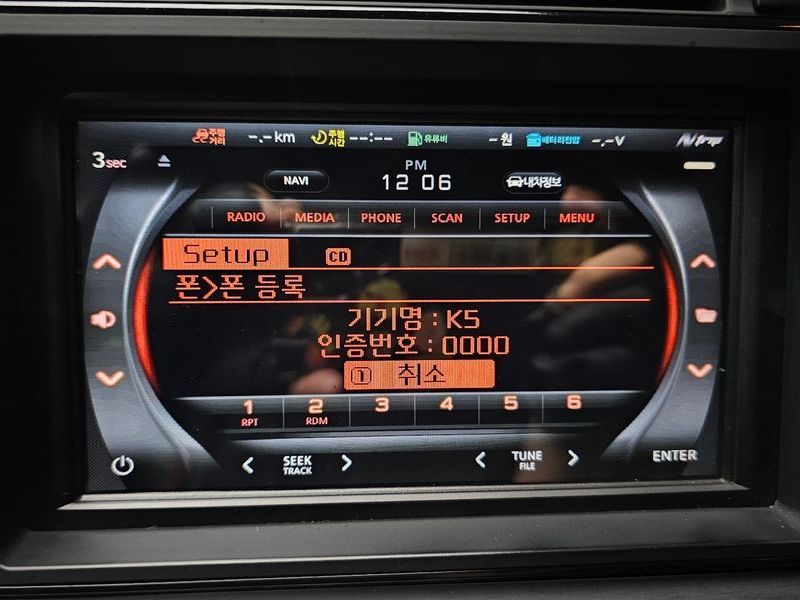 주행거리 -.-km 주행시간 --:-- 유류비 -원 배터리전압 -.-V
3sec
PM
NAVI 12 06 내차정보
RADIO MEDIA PHONE SCAN SETUP MENU
Setup CD
폰>폰 등록
기기명 : K5
인증번호 : 0000
① 취소
1 2 3 4 5 6
RPT RDM
< SEEK TRACK > < TUNE FILE > ENTER